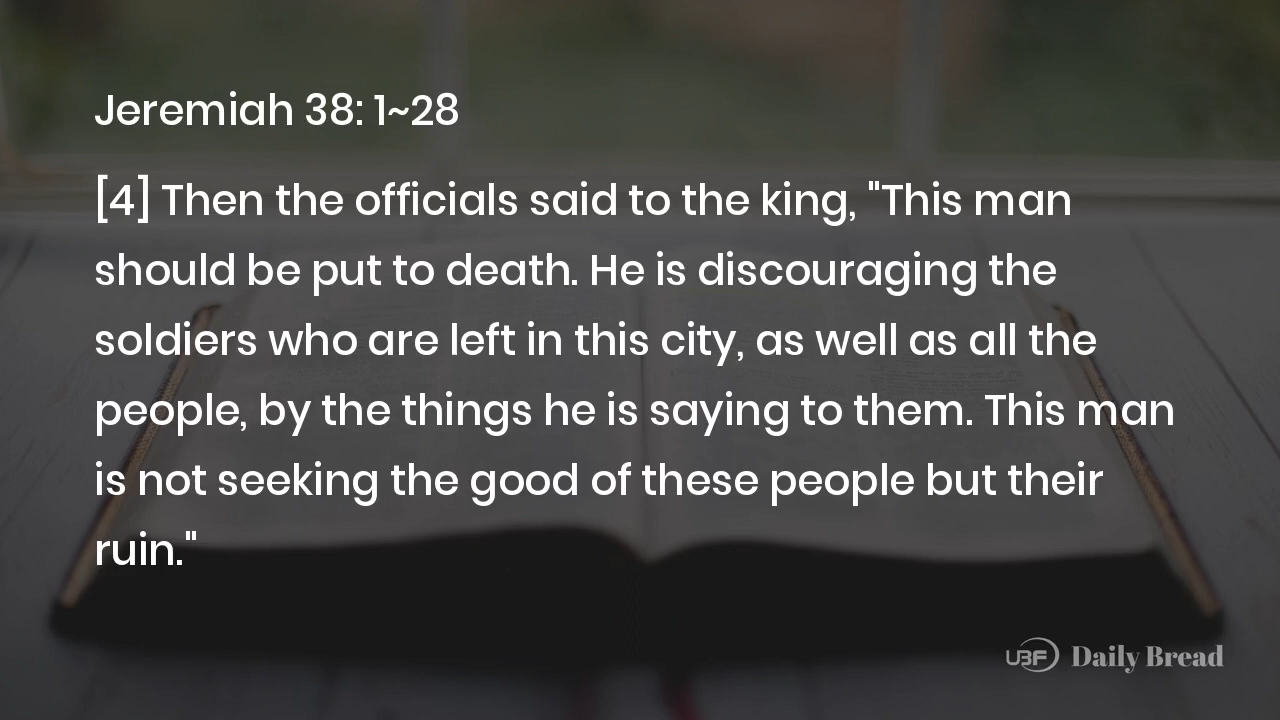 Jeremiah 38: 1~28
[4] Then the officials said to the king, "This man
should be put to death. He is discouraging the
soldiers who are left in this city, as well as all the
people, by the things he is saying to them. This man
is not seeking the good of these people but their
ruin."
UBF Daily Bread